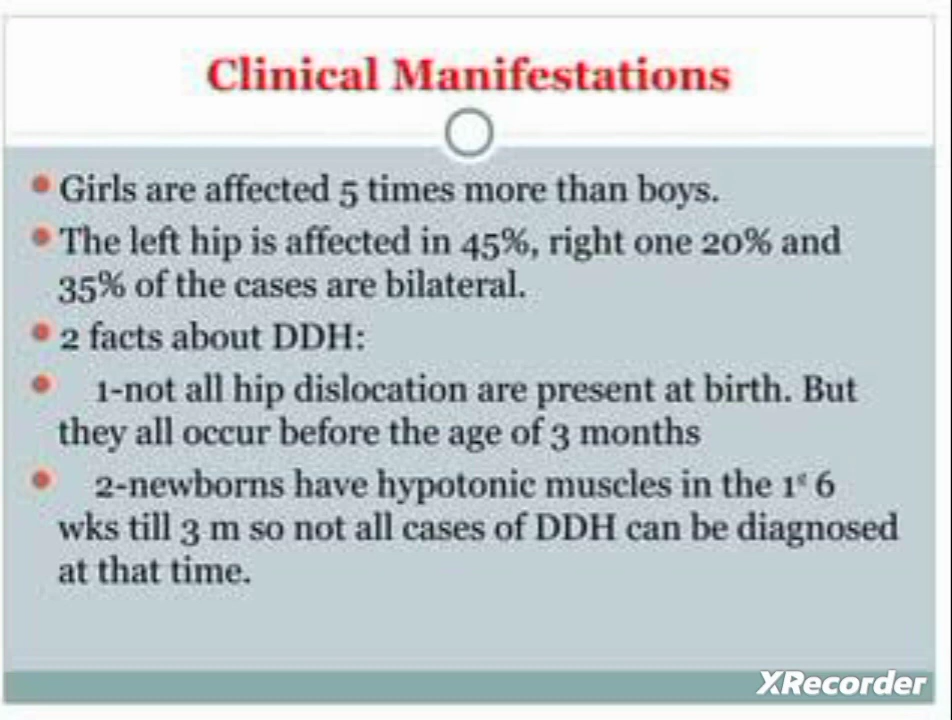 Clinical Manifestations
Girls are affected 5 times more than boys.
The left hip is affected in 45%, right one 20% and
35% of the cases are bilateral.
2 facts about DDH:
1-not all hip dislocation are present at birth. But
they all occur before the age of 3 months
2-newborns have hypotonic muscles in the 1st 6
wks till 3 m so not all cases of DDH can be diagnosed
at that time.
XRecorder